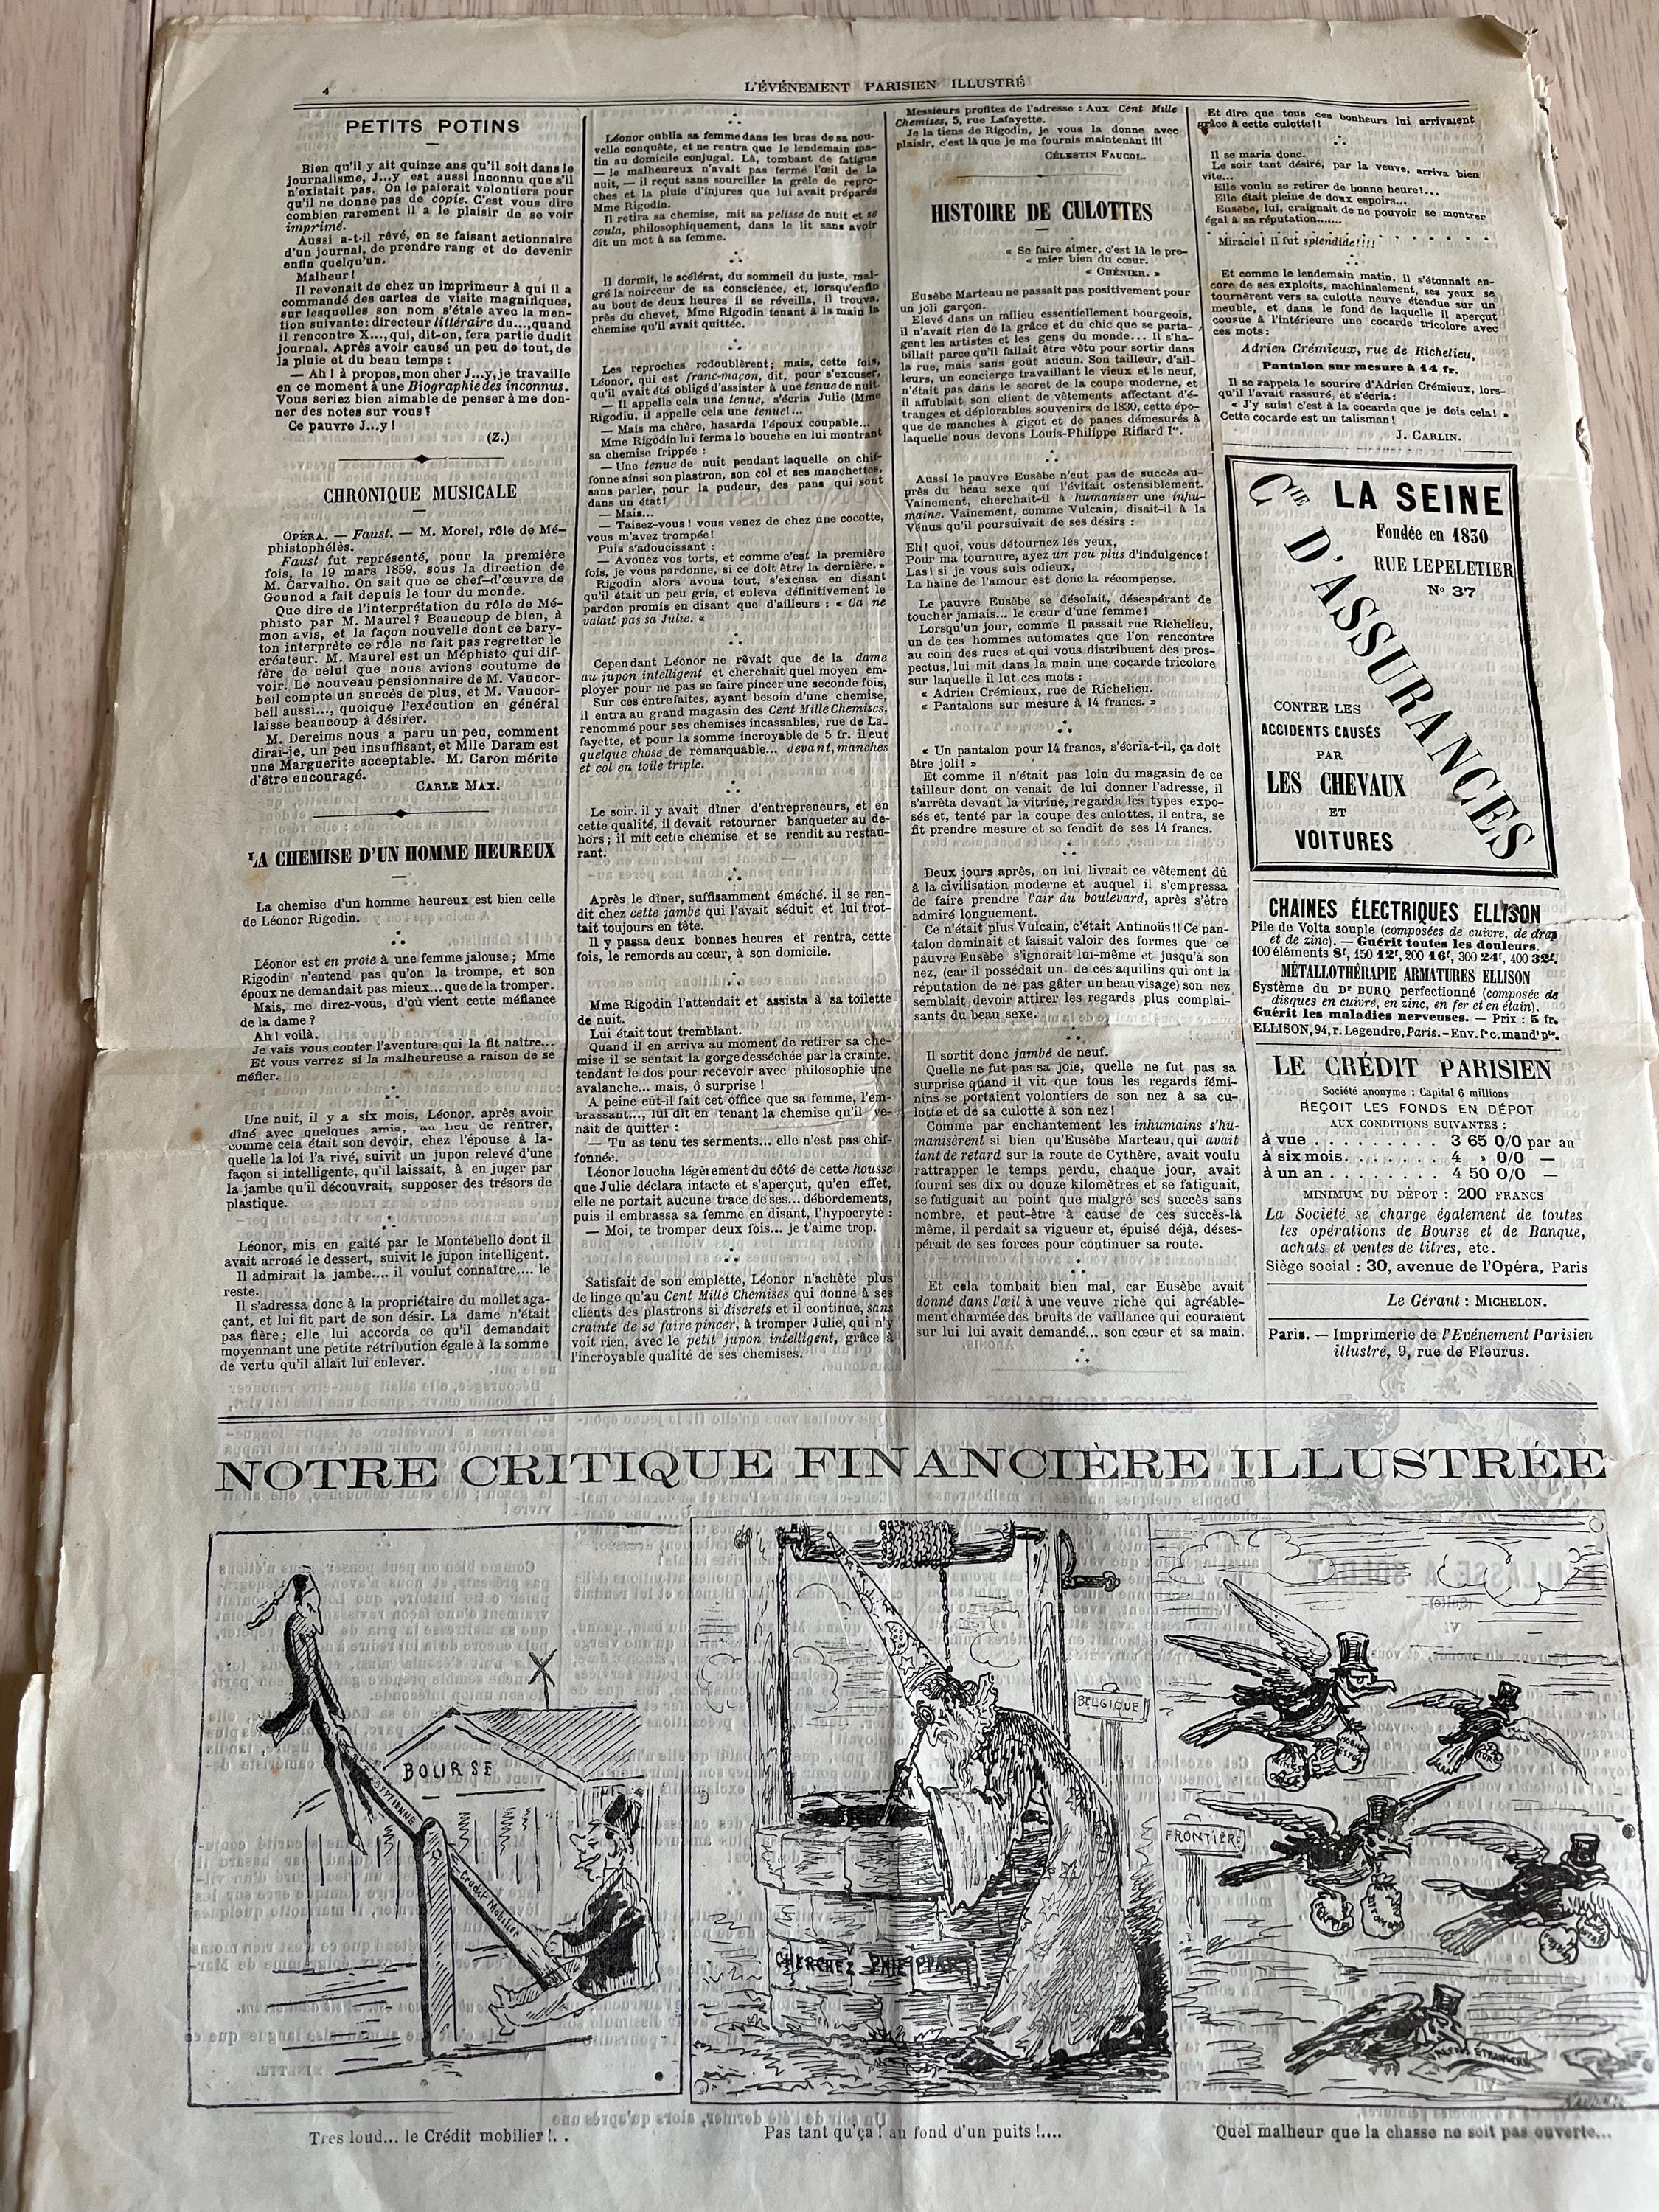 4
L'ÉVÉNEMENT PARISIEN ILLUSTRÉ
PETITS POTINS
Bien qu'il y ait quinze ans qu'il soit dans le
journalisme, J...y est aussi inconnu que s'il
n'existait pas. On le paierait volontiers pour
qu'il ne donne pas de copie. C'est vous dire
combien rarement il a le plaisir de se voir
imprimé.
Aussi a-t-il rêvé, en se faisant actionnaire
d'un journal, de prendre rang et de devenir
enfin quelqu'un.
Malheur!
Il revenait de chez un imprimeur à qui il a
commandé des cartes de visite magnifiques,
sur lesquelles son nom s'étale avec la men-
tion suivante: directeur littéraire du...,quand
il rencontre X..., qui, dit-on, fera partie dudit
journal. Après avoir causé un peu de tout, de
la pluie et du beau temps :
— Ah! à propos, mon cher J...y, je travaille
en ce moment à une Biographie des inconnus.
Vous seriez bien aimable de penser à me don-
ner des notes sur vous?
Ce pauvre J...y!
(Z.)
CHRONIQUE MUSICALE
OPÉRA. — Faust. — M. Morel, rôle de Mé-
phistophélès.
Faust fut représenté, pour la première
fois, le 19 mars 1859, sous la direction de
M. Carvalho. On sait que ce chef-d'œuvre de
Gounod a fait depuis le tour du monde.
Que dire de l'interprétation du rôle de Mé-
phisto par M. Maurel? Beaucoup de bien, à
mon avis, et la façon nouvelle dont ce bary-
ton interprète ce rôle ne fait pas regretter le
créateur. M. Maurel est un Méphisto qui dif-
fère de celui que nous avions coutume de
voir. Le nouveau pensionnaire de M. Vaucor-
beil compte un succès de plus, et M. Vaucor-
beil aussi..., quoique l'exécution en général
laisse beaucoup à désirer.
M. Dereims nous a paru un peu, comment
dirai-je, un peu insuffisant, et Mlle Daram est
une Marguerite acceptable. M. Caron mérite
d'être encouragé.
CARLE MAX.
LA CHEMISE D'UN HOMME HEUREUX
La chemise d'un homme heureux est bien celle
de Léonor Rigodin.
Léonor est en proie à une femme jalouse ; Mme
Rigodin n'entend pas qu'on la trompe, et son
époux ne demandait pas mieux... que de la tromper.
Mais, me direz-vous, d'où vient cette méfiance
de la dame?
Ah! voilà.
Je vais vous conter l'aventure qui la fit naître...
Et vous verrez si la malheureuse a raison de se
méfier.
Une nuit, il y a six mois, Léonor, après avoir
dîné avec quelques amis, au lieu de rentrer,
comme cela était son devoir, chez l'épouse à la-
quelle la loi l'a rivé, suivit un jupon relevé d'une
façon si intelligente, qu'il laissait, à en juger par
la jambe qu'il découvrait, supposer des trésors de
plastique.
Léonor, mis en gaîté par le Montebello dont il
avait arrosé le dessert, suivit le jupon intelligent.
Il admirait la jambe.... il voulut connaître.... le
reste.
Il s'adressa donc à la propriétaire du mollet aga-
çant, et lui fit part de son désir. La dame n'était
pas fière; elle lui accorda ce qu'il demandait
moyennant une petite rétribution égale à la somme
de vertu qu'il allait lui enlever.
Léonor oublia sa femme dans les bras de sa nou-
velle conquête, et ne rentra que le lendemain ma-
tin au domicile conjugal. Là, tombant de fatigue
— le malheureux n'avait pas fermé l'œil de la
nuit, — il reçut sans sourciller la grêle de repro-
ches et la pluie d'injures que lui avait préparés
Mme Rigodin.
Il retira sa chemise, mit sa pelisse de nuit et se
coula, philosophiquement, dans le lit sans avoir
dit un mot à sa femme.
Il dormit, le scélérat, du sommeil du juste, mal-
gré la noirceur de sa conscience, et, lorsqu'enfin
au bout de deux heures il se réveilla, il trouva,
près du chevet, Mme Rigodin tenant à la main la
chemise qu'il avait quittée.
Les reproches redoublèrent; mais, cette fois,
Léonor, qui est franc-maçon, dit, pour s'excuser,
qu'il avait été obligé d'assister à une tenue de nuit.
— Il appelle cela une tenue, s'écria Julie (Mme
Rigodin, il appelle cela une tenue!...
— Mais ma chère, hasarda l'époux coupable...
Mme Rigodin lui ferma lo bouche en lui montrant
sa chemise frippée :
— Une tenue de nuit pendant laquelle on chif-
fonne ainsi son plastron, son col et ses manchettes,
sans parler, pour la pudeur, des pans qui sont
dans un état!
— Mais...
— Taisez-vous! vous venez de chez une cocotte,
vous m'avez trompée!
Puis s'adoucissant :
— Avouez vos torts, et comme c'est la première
fois, je vous pardonne, si ce doit être la dernière. »
Rigodin alors avoua tout, s'excusa en disant
qu'il était un peu gris, et enleva définitivement le
pardon promis en disant que d'ailleurs : « Ca ne
valait pas sa Julie. «
Cependant Léonor ne rêvait que de la dame
au jupon intelligent et cherchait quel moyen em-
ployer pour ne pas se faire pincer une seconde fois,
Sur ces entrefaites, ayant besoin d'une chemise,
il entra au grand magasin des Cent Mille Chemises,
renommé pour ses chemises incassables, rue de La-
fayette, et pour la somme incroyable de 5 fr. il eut
quelque chose de remarquable... devant, manches
et col en toile triple.
Le soir. il y avait dîner d'entrepreneurs, et en
cette qualité, il devait retourner banqueter au de-
hors; il mit cette chemise et se rendit au restau-
rant.
Après le dîner, suffisamment éméché. il se ren-
dit chez cette jambe qui l'avait séduit et lui trot-
tait toujours en tête.
Il y passa deux bonnes heures et rentra, cette
fois, le remords au cœur, à son domicile.
Mme Rigodin l'attendait et assista à sa toilette
de nuit.
Lui était tout tremblant.
Quand il en arriva au moment de retirer sa che-
mise il se sentait la gorge desséchée par la crainte.
tendant le dos pour recevoir avec philosophie une
avalanche... mais, ô surprise!
A peine eût-il fait cet office que sa femme, l'em-
brassant..., lui dit en tenant la chemise qu'il ve-
nait de quitter :
— Tu as tenu tes serments... elle n'est pas chif-
fonnée.
Léonor loucha légèrement du côté de cette housse
que Julie déclara intacte et s'aperçut, qu'en effet,
elle ne portait aucune trace de ses... débordements,
puis il embrassa sa femme en disant, l'hypocryte :
— Moi, te tromper deux fois... je t'aime trop.
Satisfait de son emplette, Léonor n'achète plus
de linge qu'au Cent Mille Chemises qui donne à ses
clients des plastrons si discrets et il continue, sans
crainte de se faire pincer, à tromper Julie, qui n'y
voit rien, avec le petit jupon intelligent, grâce à
l'incroyable qualité de ses chemises.
Messieurs profitez de l'adresse : Aux Cent Mille
Chemises, 5, rue Lafayette.
Je la tiens de Rigodin, je vous la donne avec
plaisir, c'est là que je me fournis maintenant !!!
CÉLESTIN FAUCOL.
HISTOIRE DE CULOTTES
« Se faire aimer, c'est là le pre-
« mier bien du cœur.
« CHÉNIER. »
Eusèbe Marteau ne passait pas positivement pour
un joli garçon.
Elevé dans un milieu essentiellement bourgeois,
il n'avait rien de la grâce et du chic que se parta-
gent les artistes et les gens du monde... Il s'ha-
billait parce qu'il fallait être vêtu pour sortir dans
la rue, mais sans goût aucun. Son tailleur, d'ail-
leurs, un concierge travaillant le vieux et le neuf,
n'était pas dans le secret de la coupe moderne, et
il affublait son client de vêtements affectant d'é-
tranges et déplorables souvenirs de 1830, cette épo-
que de manches à gigot et de panes démesurés à
laquelle nous devons Louis-Philippe Riflard Ier.
Aussi le pauvre Eusèbe n'eut pas de succès au-
près du beau sexe qui l'évitait ostensiblement.
Vainement, cherchait-il à humaniser une inhu-
maine. Vainement, comme Vulcain, disait-il à la
Vénus qu'il poursuivait de ses désirs :
Eh! quoi, vous détournez les yeux,
Pour ma tournure, ayez un peu plus d'indulgence!
Las! si je vous suis odieux,
La haine de l'amour est donc la récompense.
Le pauvre Eusèbe se désolait, désespérant de
toucher jamais... le cœur d'une femme!
Lorsqu'un jour, comme il passait rue Richelieu,
un de ces hommes automates que l'on rencontre
au coin des rues et qui vous distribuent des pros-
pectus, lui mit dans la main une cocarde tricolore
sur laquelle il lut ces mots :
« Adrien Crémieux, rue de Richelieu.
« Pantalons sur mesure à 14 francs. »
« Un pantalon pour 14 francs, s'écria-t-il, ça doit
être joli! »
Et comme il n'était pas loin du magasin de ce
tailleur dont on venait de lui donner l'adresse, il
s'arrêta devant la vitrine, regarda les types expo-
sés et, tenté par la coupe des culottes, il entra, se
fit prendre mesure et se fendit de ses 14 francs.
Deux jours après, on lui livrait ce vêtement dû
à la civilisation moderne et auquel il s'empressa
de faire prendre l'air du boulevard, après s'être
admiré longuement.
Ce n'était plus Vulcain, c'était Antinoüs!! Ce pan-
talon dominait et faisait valoir des formes que ce
pauvre Eusèbe s'ignorait lui-même et jusqu'à son
nez, (car il possédait un de ces aquilins qui ont la
réputation de ne pas gâter un beau visage) son nez
semblait devoir attirer les regards plus complai-
sants du beau sexe.
Il sortit donc jambé de neuf.
Quelle ne fut pas sa joie, quelle ne fut pas sa
surprise quand il vit que tous les regards fémi-
nins se portaient volontiers de son nez à sa cu-
lotte et de sa culotte à son nez!
Comme par enchantement les inhumains s'hu-
manisèrent si bien qu'Eusèbe Marteau, qui avait
tant de retard sur la route de Cythère, avait voulu
rattrapper le temps perdu, chaque jour, avait
fourni ses dix ou douze kilomètres et se fatiguait,
se fatiguait au point que malgré ses succès sans
nombre, et peut-être à cause de ces succès-là
même, il perdait sa vigueur et, épuisé déjà, déses-
pérait de ses forces pour continuer sa route.
Et cela tombait bien mal, car Eusèbe avait
donné dans l'œil à une veuve riche qui agréable-
ment charmée des bruits de vaillance qui couraient
sur lui lui avait demandé... son cœur et sa main.
Et dire que tous ces bonheurs lui arrivaient
grâce à cette culotte!!
Il se maria donc.
Le soir tant désiré, par la veuve, arriva bien
vite...
Elle voulu se retirer de bonne heure!...
Elle était pleine de doux espoirs...
Eusèbe, lui, craignait de ne pouvoir se montrer
égal à sa réputation.......
Miracle! il fut splendide!!!!
Et comme le lendemain matin, il s'étonnait en-
core de ses exploits, machinalement, ses yeux se
tournèrent vers sa culotte neuve étendue sur un
meuble, et dans le fond de laquelle il aperçut
cousue à l'intérieure une cocarde tricolore avec
ces mots :
Adrien Crémieux, rue de Richelieu,
Pantalon sur mesure à 14 fr.
Il se rappela le sourire d'Adrien Crémieux, lors-
qu'il l'avait rassuré, et s'écria:
« J'y suis! c'est à la cocarde que je dois cela! »
Cette cocarde est un talisman!
J. CARLIN.
Cie D'ASSURANCES
LA SEINE
Fondée en 1830
RUE LEPELETIER
No 37
CONTRE LES
ACCIDENTS CAUSÉS
PAR
LES CHEVAUX
ET
VOITURES
CHAINES ÉLECTRIQUES ELLISON
Pile de Volta souple (composées de cuivre, de drap
et de zinc). — Guérit toutes les douleurs.
100 éléments 8f, 150 12f, 200 16f, 300 24f, 400 32f.
MÉTALLOTHÉRAPIE ARMATURES ELLISON
Système du Dr BURQ perfectionné (composée de
disques en cuivre, en zinc, en fer et en étain).
Guérit les maladies nerveuses. — Prix : 5 fr.
ELLISON, 94, r. Legendre, Paris. - Env. fo c. mandt pte.
LE CRÉDIT PARISIEN
Société anonyme : Capital 6 millions
REÇOIT LES FONDS EN DÉPOT
AUX CONDITIONS SUIVANTES :
à vue . . . . . . . . . 3 65 0/0 par an
à six mois. . . . . . . 4 » 0/0 —
à un an . . . . . . . . 4 50 0/0 —
MINIMUM DU DÉPOT : 200 FRANCS
La Société se charge également de toutes
les opérations de Bourse et de Banque,
achats et ventes de titres, etc.
Siège social : 30, avenue de l'Opéra, Paris
Le Gérant : MICHELON.
Paris. — Imprimerie de l'Evénement Parisien
illustré, 9, rue de Fleurus.
NOTRE CRITIQUE FINANCIÈRE ILLUSTRÉE
BOURSE
Crédit Mobilier
BELGIQUE
CHERCHEZ PHILIPPART
FRONTIÈRE
Tres loud... le Crédit mobilier!. .
Pas tant qu'ça! au fond d'un puits!....
Quel malheur que la chasse ne soit pas ouverte...